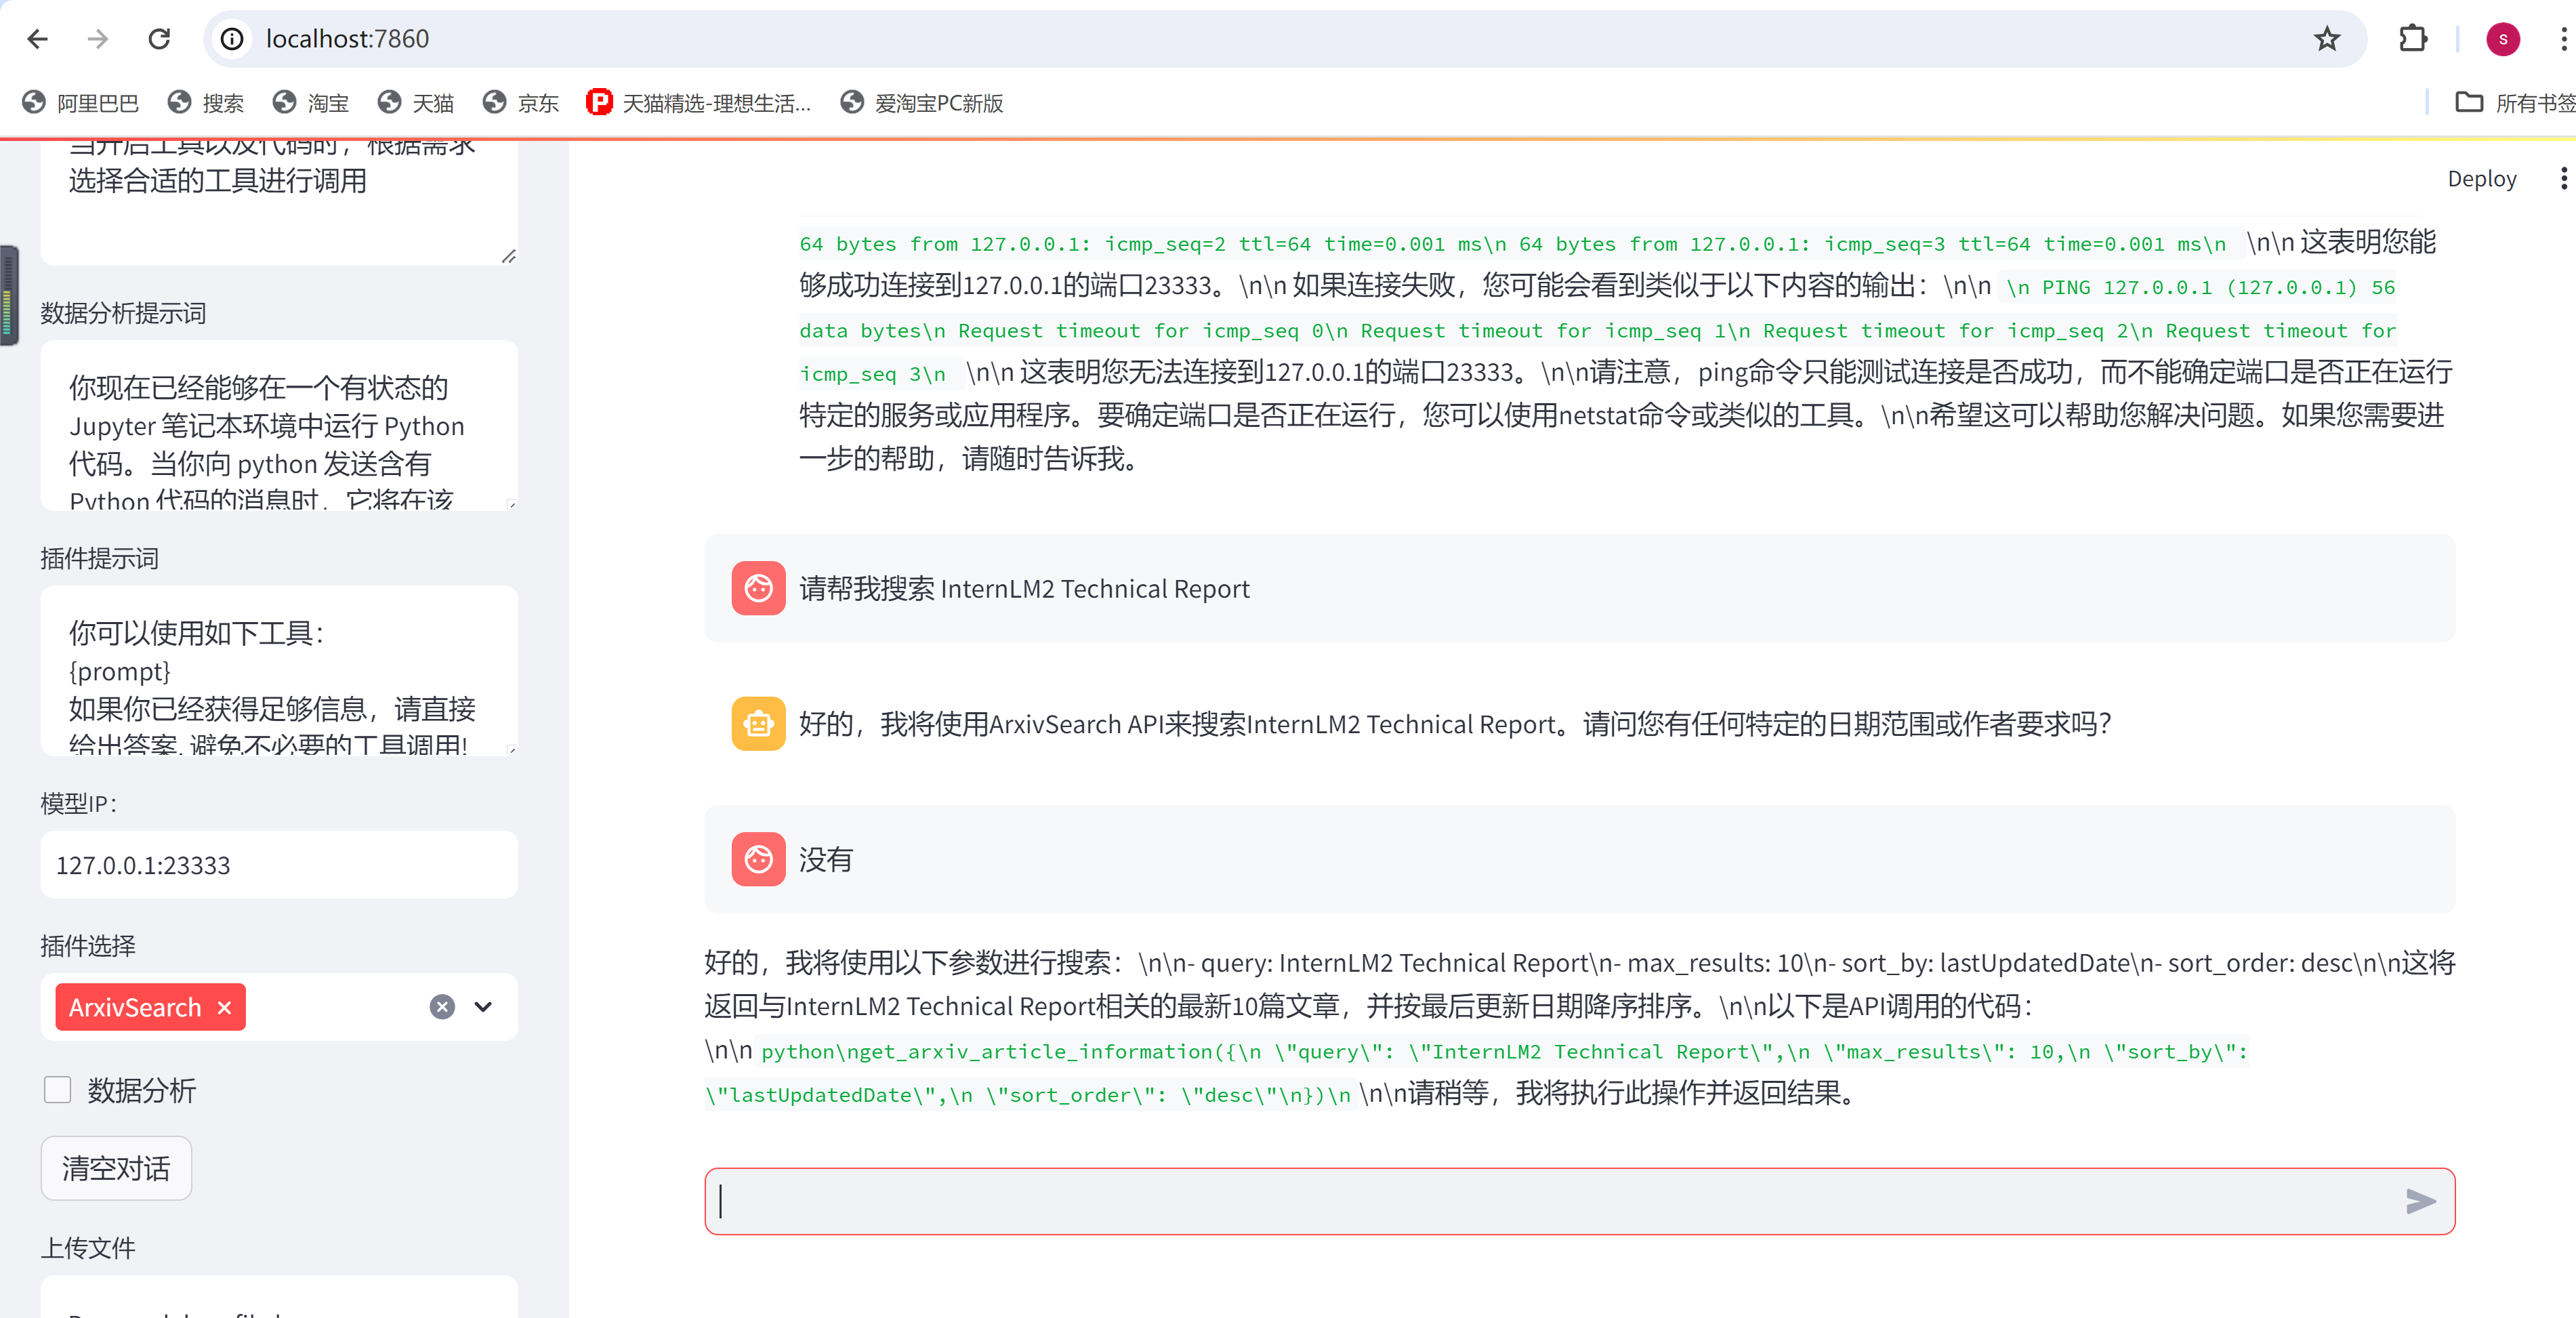 localhost:7860
S
阿里巴巴
搜索
淘宝
天猫
京东
天猫精选-理想生活...
爱淘宝PC新版
所有书签
当开启工具以及代码时，根据需求
选择合适的工具进行调用
数据分析提示词
你现在已经能够在一个有状态的
Jupyter 笔记本环境中运行 Python
代码。当你向 python 发送含有
Python 代码的消息时，它将在该
插件提示词
你可以使用如下工具：
{prompt}
如果你已经获得足够信息，请直接
给出答案. 避免不必要的工具调用!
模型IP：
127.0.0.1:23333
插件选择
ArxivSearch
数据分析
清空对话
上传文件
Deploy
64 bytes from 127.0.0.1: icmp_seq=2 ttl=64 time=0.001 ms\n 64 bytes from 127.0.0.1: icmp_seq=3 ttl=64 time=0.001 ms\n \n\n 这表明您能
够成功连接到127.0.0.1的端口23333。\n\n 如果连接失败，您可能会看到类似于以下内容的输出：\n\n \n PING 127.0.0.1 (127.0.0.1) 56
data bytes\n Request timeout for icmp_seq 0\n Request timeout for icmp_seq 1\n Request timeout for icmp_seq 2\n Request timeout for
icmp_seq 3\n \n\n 这表明您无法连接到127.0.0.1的端口23333。\n\n请注意，ping命令只能测试连接是否成功，而不能确定端口是否正在运行
特定的服务或应用程序。要确定端口是否正在运行，您可以使用netstat命令或类似的工具。\n\n希望这可以帮助您解决问题。如果您需要进
一步的帮助，请随时告诉我。
请帮我搜索 InternLM2 Technical Report
好的，我将使用ArxivSearch API来搜索InternLM2 Technical Report。请问您有任何特定的日期范围或作者要求吗？
没有
好的，我将使用以下参数进行搜索：\n\n- query: InternLM2 Technical Report\n- max_results: 10\n- sort_by: lastUpdatedDate\n- sort_order: desc\n\n这将
返回与InternLM2 Technical Report相关的最新10篇文章，并按最后更新日期降序排序。\n\n以下是API调用的代码：
\n\n python\nget_arxiv_article_information({\n \"query\": \"InternLM2 Technical Report\",\n \"max_results\": 10,\n \"sort_by\":
\"lastUpdatedDate\",\n \"sort_order\": \"desc\"\n})\n \n\n请稍等，我将执行此操作并返回结果。